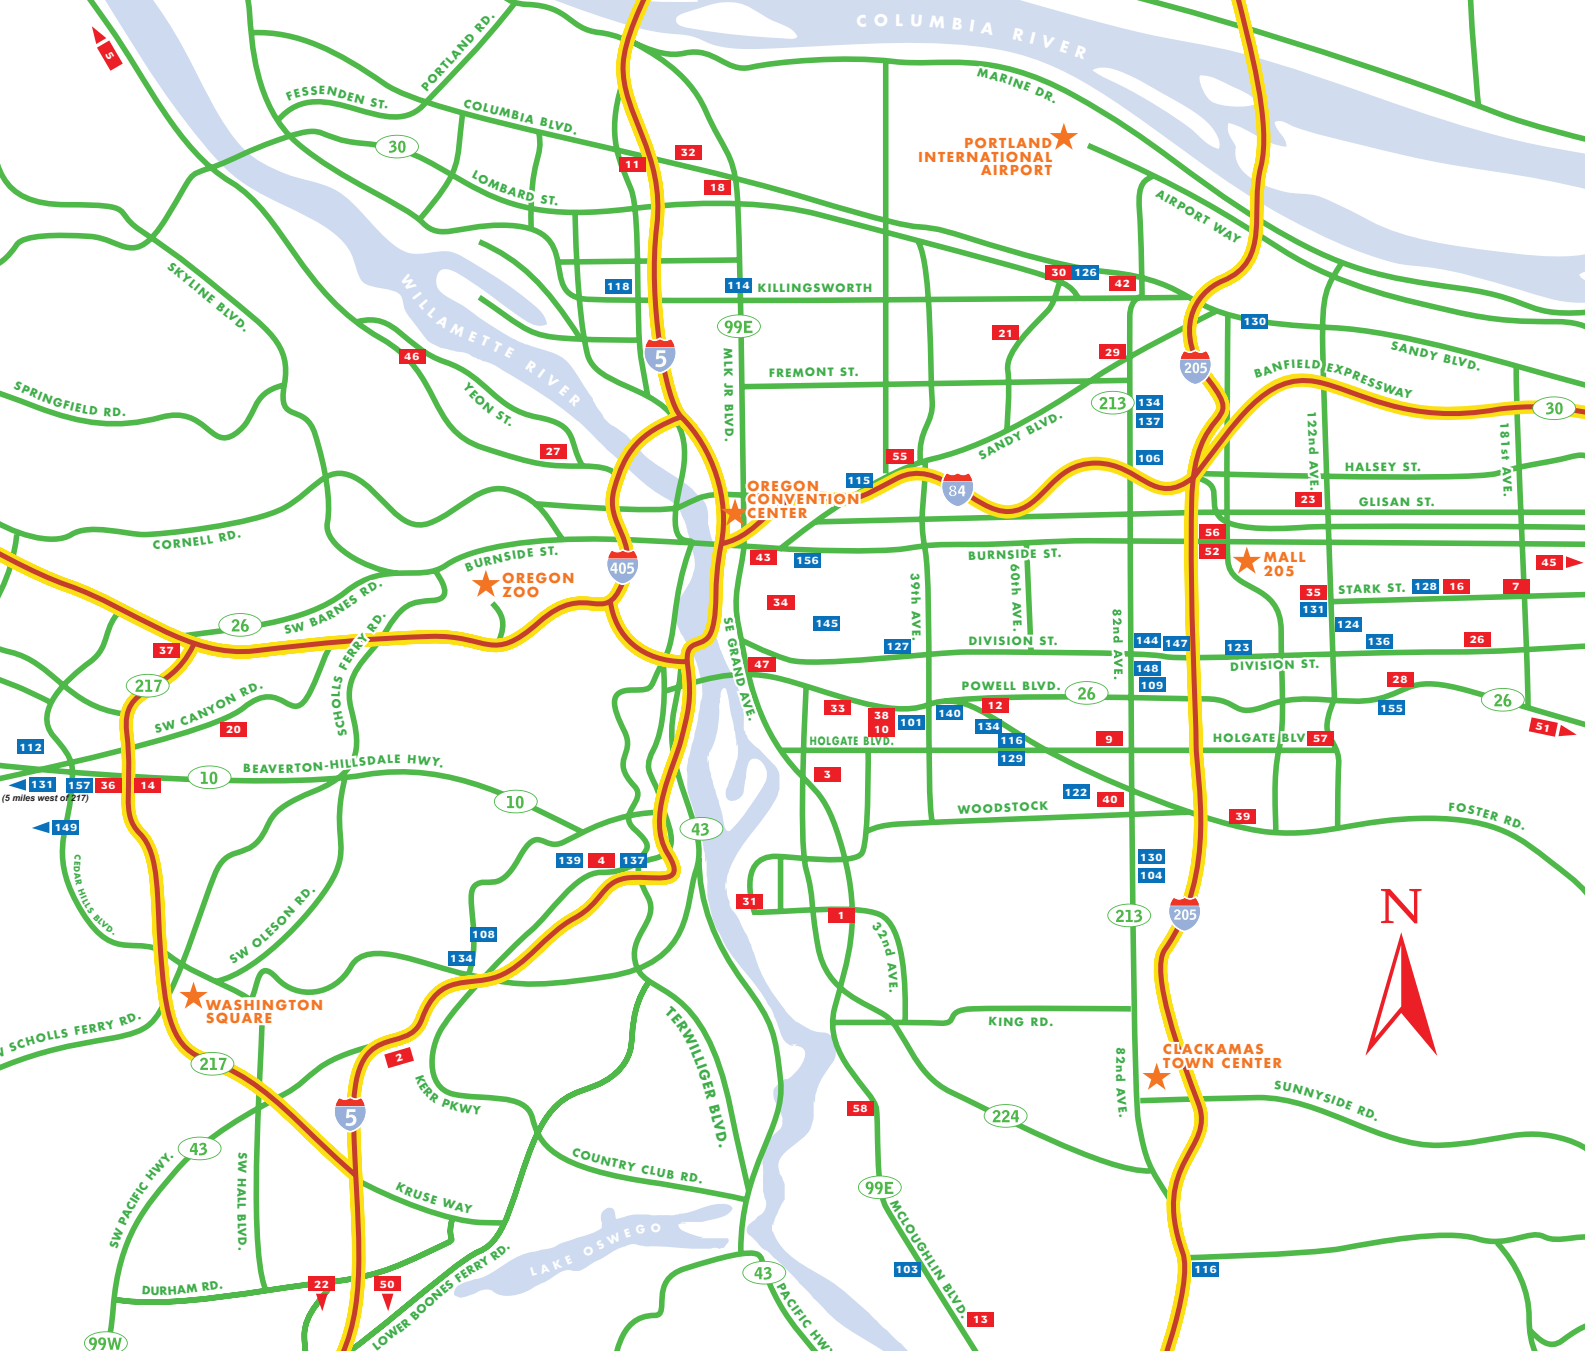 COLUMBIA RIVER
5
PORTLAND RD.
FESSENDEN ST.
COLUMBIA BLVD.
MARINE DR.
30
PORTLAND
INTERNATIONAL
AIRPORT
32
11
18
LOMBARD ST.
AIRPORT WAY
SKYLINE BLVD.
WILLAMETTE RIVER
118
114
KILLINGSWORTH
30
126
42
99E
130
21
5
46
MLK JR BLVD.
29
205
SANDY BLVD.
FREMONT ST.
BANFIELD EXPRESSWAY
SPRINGFIELD RD.
YEON ST.
213
134
137
30
SANDY BLVD.
122nd AVE.
181st AVE.
27
55
106
HALSEY ST.
115
84
OREGON
CONVENTION
CENTER
23
GLISAN ST.
CORNELL RD.
56
52
BURNSIDE ST.
43
156
BURNSIDE ST.
MALL
205
45
405
OREGON
ZOO
39th AVE.
60th AVE.
SW BARNES RD.
34
35
131
STARK ST.
128
16
7
26
SCHOLLS FERRY RD.
SE GRAND AVE.
145
82nd AVE.
124
127
DIVISION ST.
144
147
123
136
26
37
47
148
DIVISION ST.
217
109
28
SW CANYON RD.
POWELL BLVD.
26
155
26
20
33
38
10
101
140
12
134
51
112
HOLGATE BLVD.
116
129
9
HOLGATE BLV
57
BEAVERTON-HILLSDALE HWY.
10
131
157
36
14
3
(5 miles west of 217)
10
122
40
WOODSTOCK
39
FOSTER RD.
149
43
CEDAR HILLS BLVD.
139
4
137
130
104
SW OLESON RD.
31
1
213
205
N
108
32nd AVE.
134
WASHINGTON
SQUARE
W SCHOLLS FERRY RD.
KING RD.
TERWILLIGER BLVD.
217
2
82nd AVE.
CLACKAMAS
TOWN CENTER
KERR PKWY
5
58
224
SUNNYSIDE RD.
43
SW PACIFIC HWY.
SW HALL BLVD.
COUNTRY CLUB RD.
KRUSE WAY
99E
MCLOUGHLIN BLVD.
LAKE OSWEGO
LOWER BOONES FERRY RD.
103
116
43
DURHAM RD.
22
50
PACIFIC HWY
13
99W